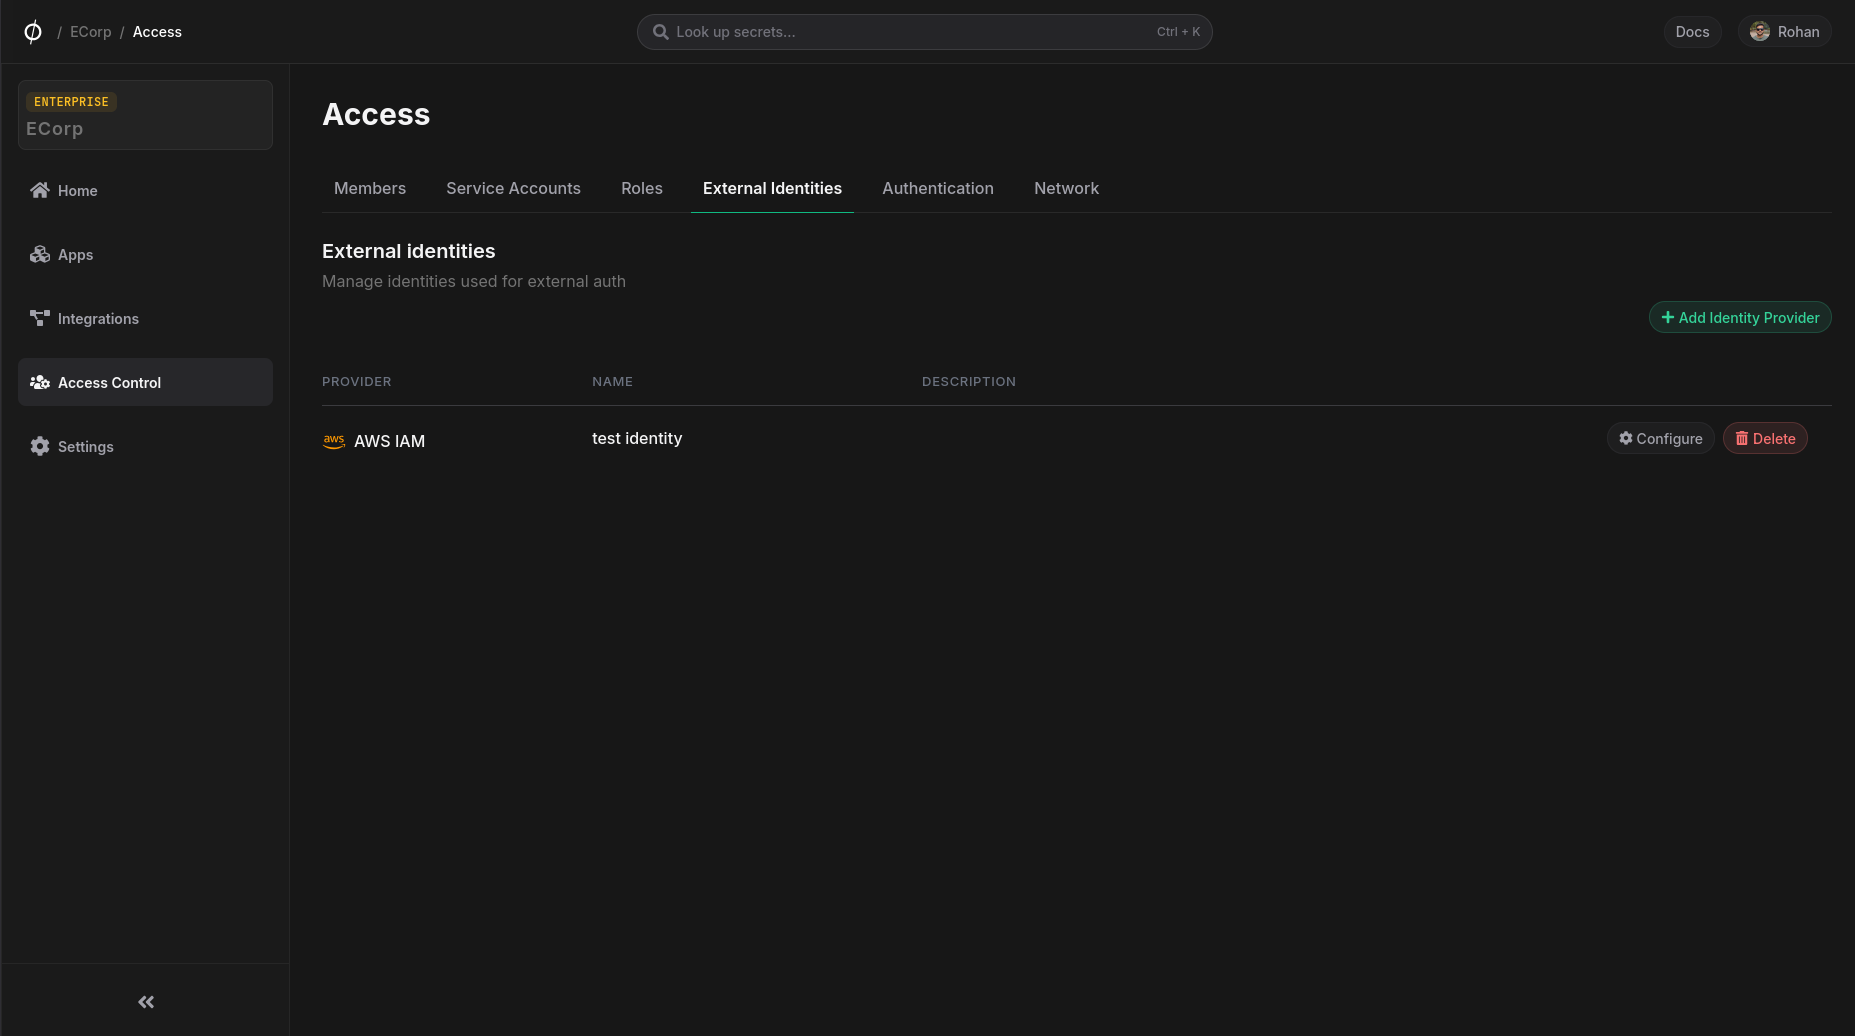 / ECorp / Access
Look up secrets...
Ctrl + K
Docs
Rohan
ENTERPRISE
ECorp
Home
Apps
Integrations
Access Control
Settings
Access
Members Service Accounts Roles External Identities Authentication Network
External identities
Manage identities used for external auth
Add Identity Provider
PROVIDER NAME DESCRIPTION
aws AWS IAM test identity Configure Delete